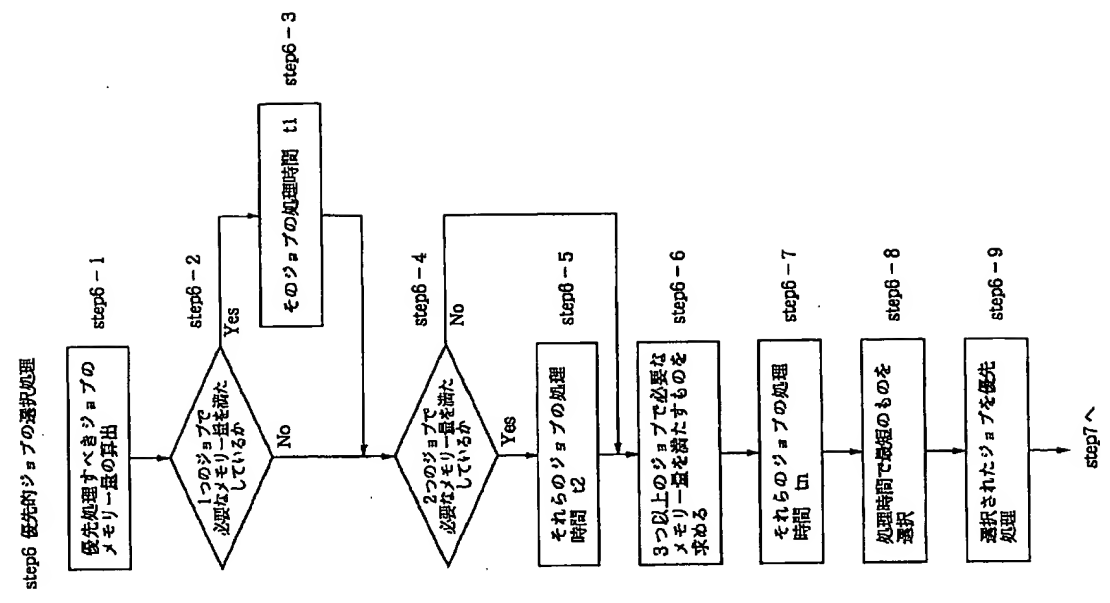 step6 優先的ジョブの選択処理
優先処理すべきジョブの
メモリー量の算出
step6-1
1つのジョブで
必要なメモリー量を満た
しているか
step6-2
Yes
No
そのジョブの処理時間 t1
step6-3
2つのジョブで
必要なメモリー量を満た
しているか
step6-4
No
Yes
それらのジョブの処理
時間 t2
step6-5
3つ以上のジョブで必要な
メモリー量を満たすものを
求める
step6-6
それらのジョブの処理
時間 tn
step6-7
処理時間で最短のものを
選択
step6-8
選択されたジョブを優先
処理
step6-9
step7へ